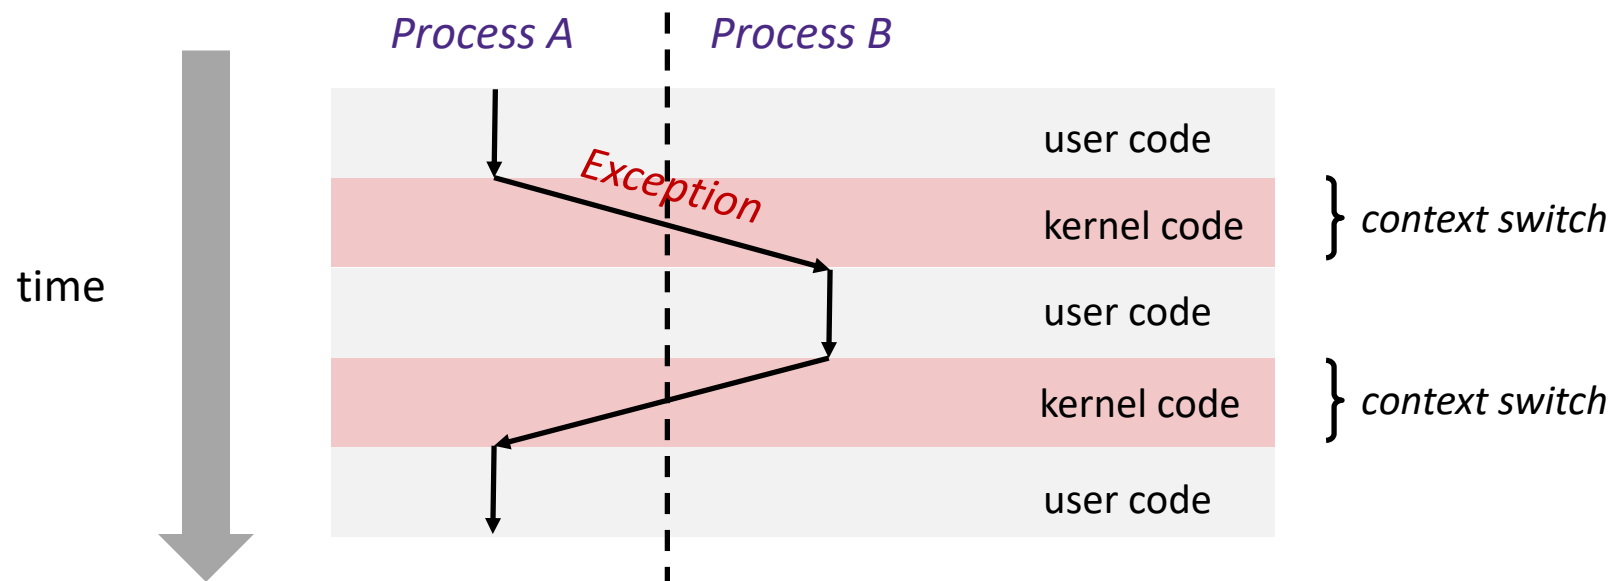 Process A
Process B
user code
Exception
kernel code
context switch
time
user code
kernel code
context switch
user code